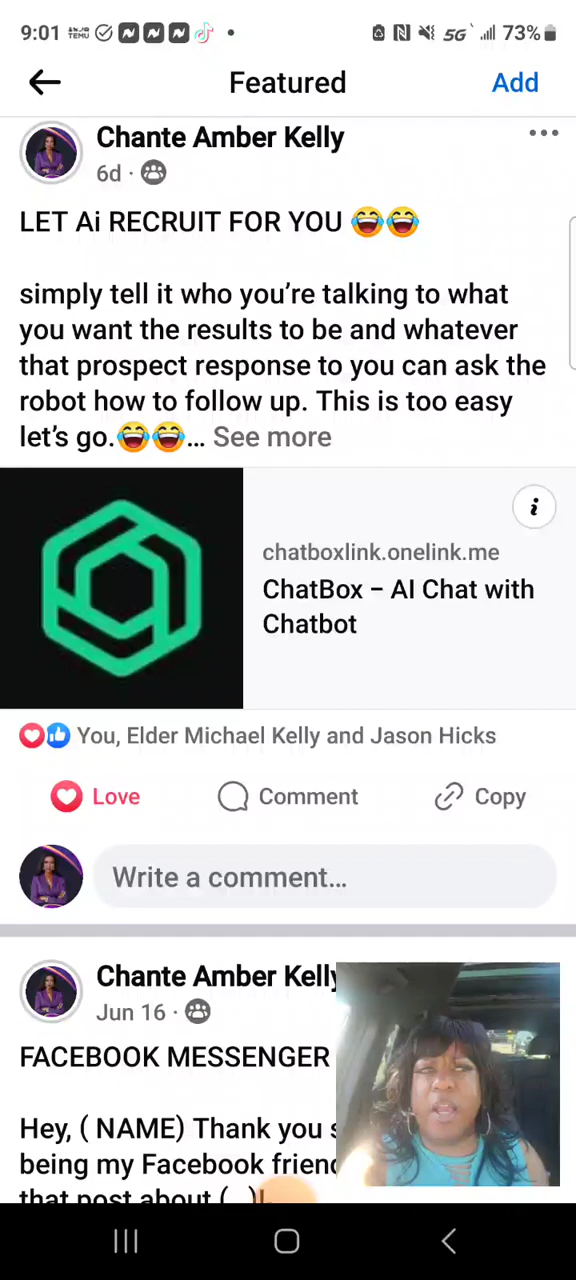 9:01 TEMU 5G 73%
Featured Add
Chante Amber Kelly
6d ·
LET Ai RECRUIT FOR YOU 😂😂
simply tell it who you’re talking to what
you want the results to be and whatever
that prospect response to you can ask the
robot how to follow up. This is too easy
let’s go.😂😂... See more
chatboxlink.onelink.me
ChatBox – AI Chat with
Chatbot
You, Elder Michael Kelly and Jason Hicks
Love Comment Copy
Write a comment...
Chante Amber Kelly
Jun 16 ·
FACEBOOK MESSENGER
Hey, ( NAME) Thank you
being my Facebook
that post about (